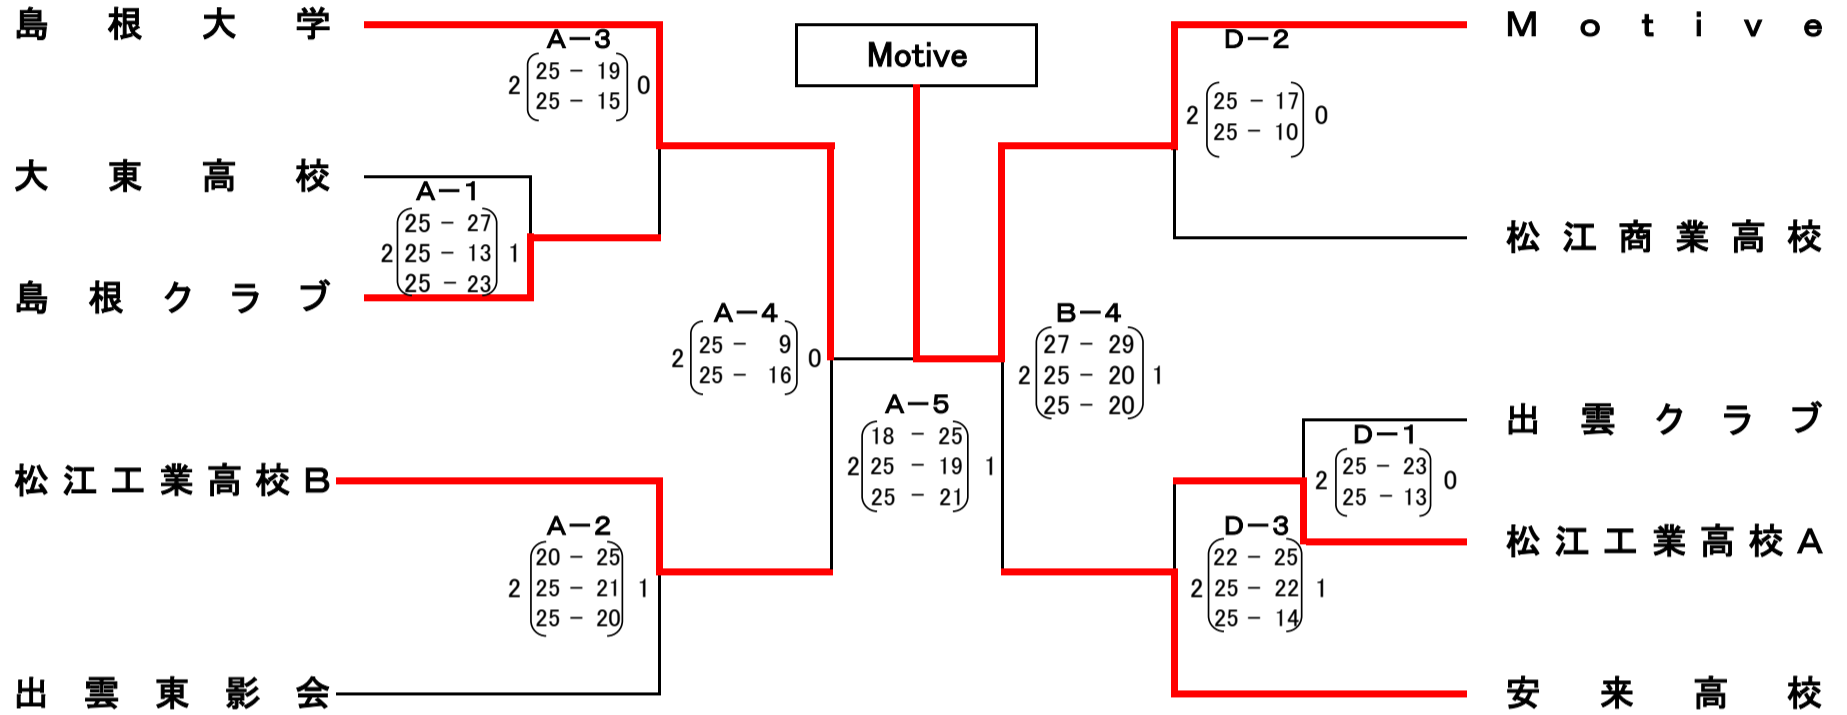 島根大学
Motive
A-3
2 25 - 19 0
25 - 15
Motive
D-2
2 25 - 17 0
25 - 10
大東高校
A-1
25 - 27
2 25 - 13 1
25 - 23
松江商業高校
島根クラブ
A-4
2 25 - 9 0
25 - 16
B-4
27 - 29
2 25 - 20 1
25 - 20
A-5
18 - 25
2 25 - 19 1
25 - 21
出雲クラブ
D-1
2 25 - 23 0
25 - 13
松江工業高校B
松江工業高校A
A-2
20 - 25
2 25 - 21 1
25 - 20
D-3
22 - 25
2 25 - 22 1
25 - 14
出雲東影会
安来高校